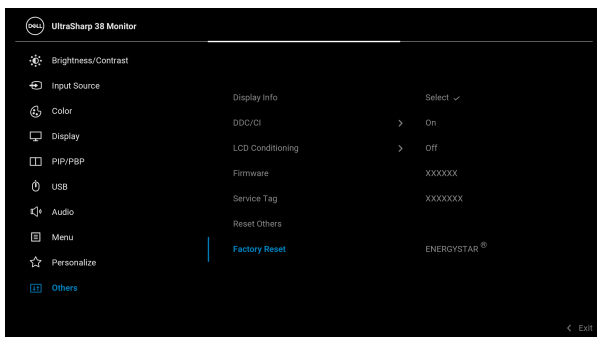 DELL UltraSharp 38 Monitor
Brightness/Contrast
Input Source
Color
Display
PIP/PBP
USB
Audio
Menu
Personalize
Others
Display Info Select ✓
DDC/CI > On
LCD Conditioning > Off
Firmware XXXXXX
Service Tag XXXXXXX
Reset Others
Factory Reset ENERGYSTAR ®
< Exit